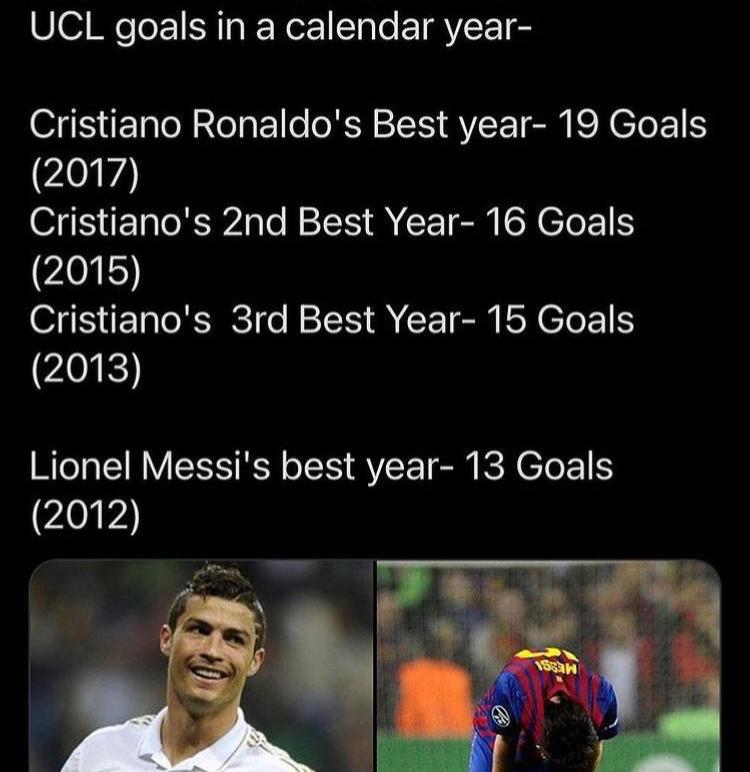 UCL goals in a calendar year-
Cristiano Ronaldo's Best year- 19 Goals
(2017)
Cristiano's 2nd Best Year- 16 Goals
(2015)
Cristiano's  3rd Best Year- 15 Goals
(2013)
Lionel Messi's best year- 13 Goals
(2012)
MESSI